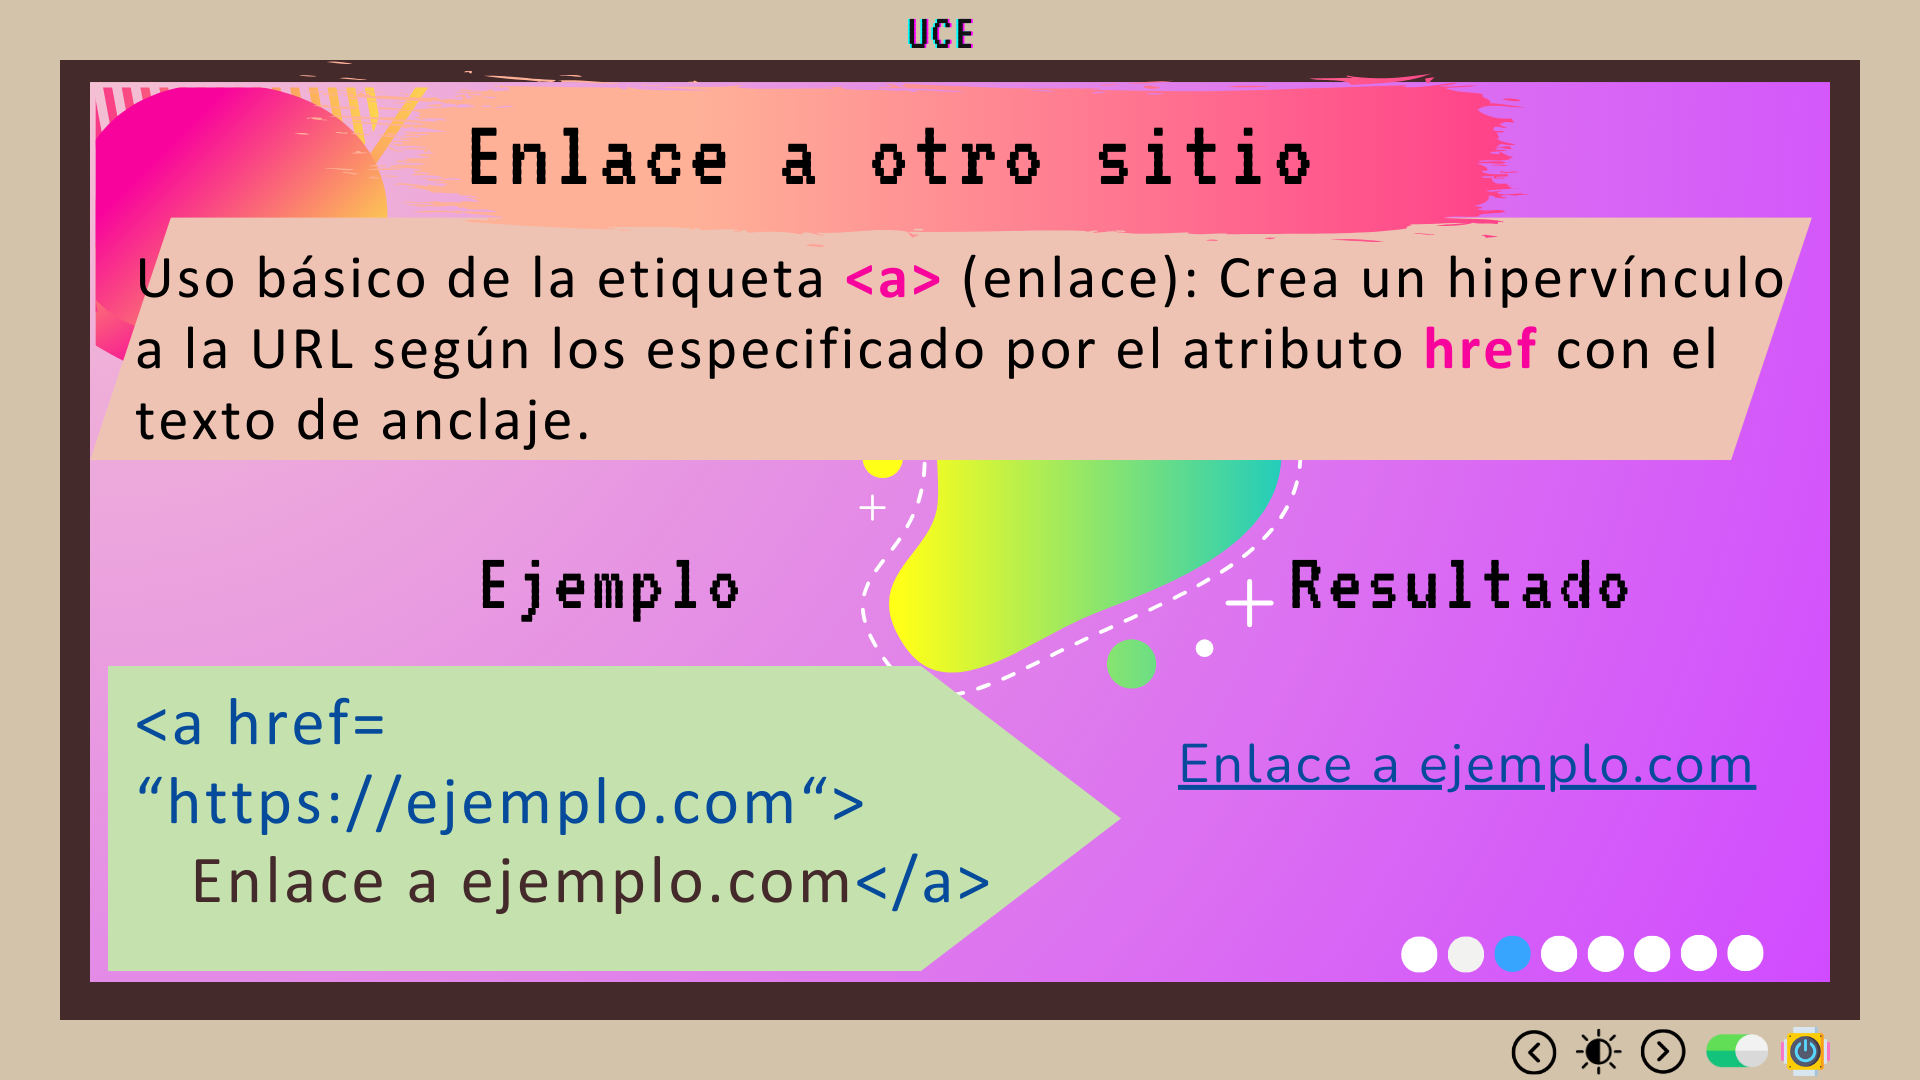 UCE
Enlace a otro sitio
Uso básico de la etiqueta <a> (enlace): Crea un hipervínculo
a la URL según los especificado por el atributo href con el
texto de anclaje.
Ejemplo
Resultado
<a href=
“https://ejemplo.com“>
Enlace a ejemplo.com</a>
Enlace a ejemplo.com